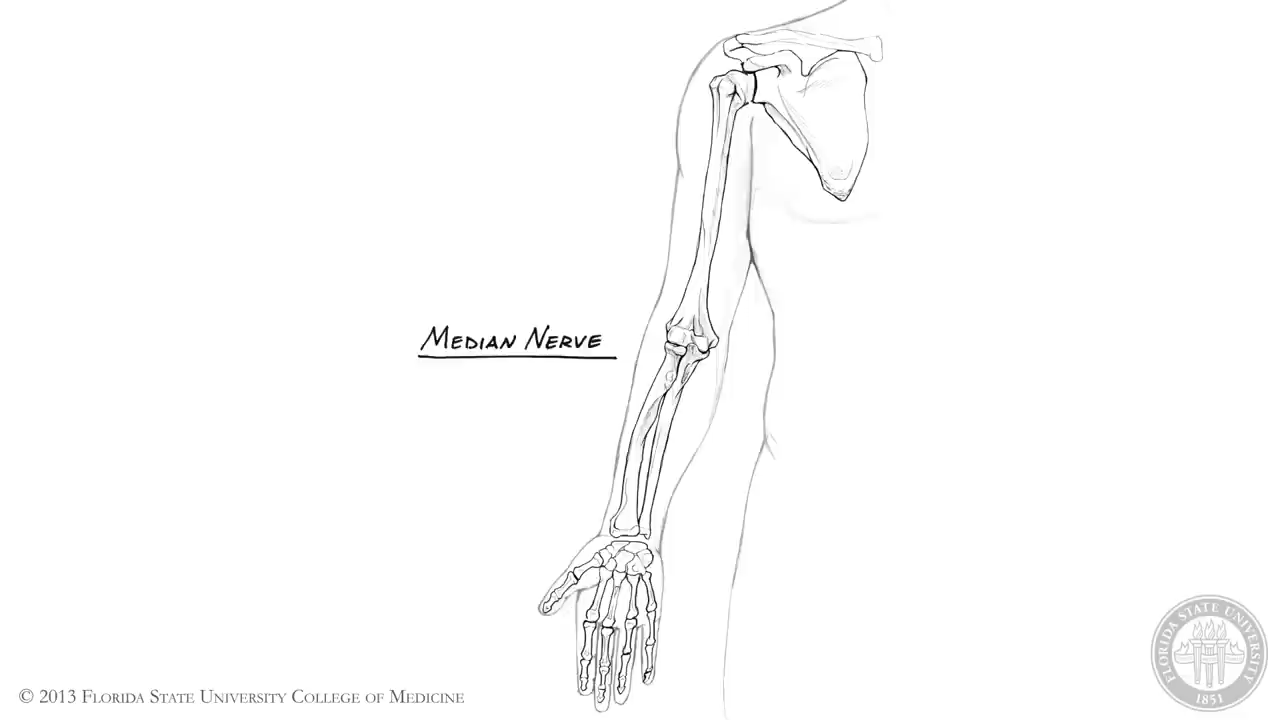 MEDIAN NERVE
© 2013 FLORIDA STATE UNIVERSITY COLLEGE OF MEDICINE
FLORIDA STATE UNIVERSITY
1851